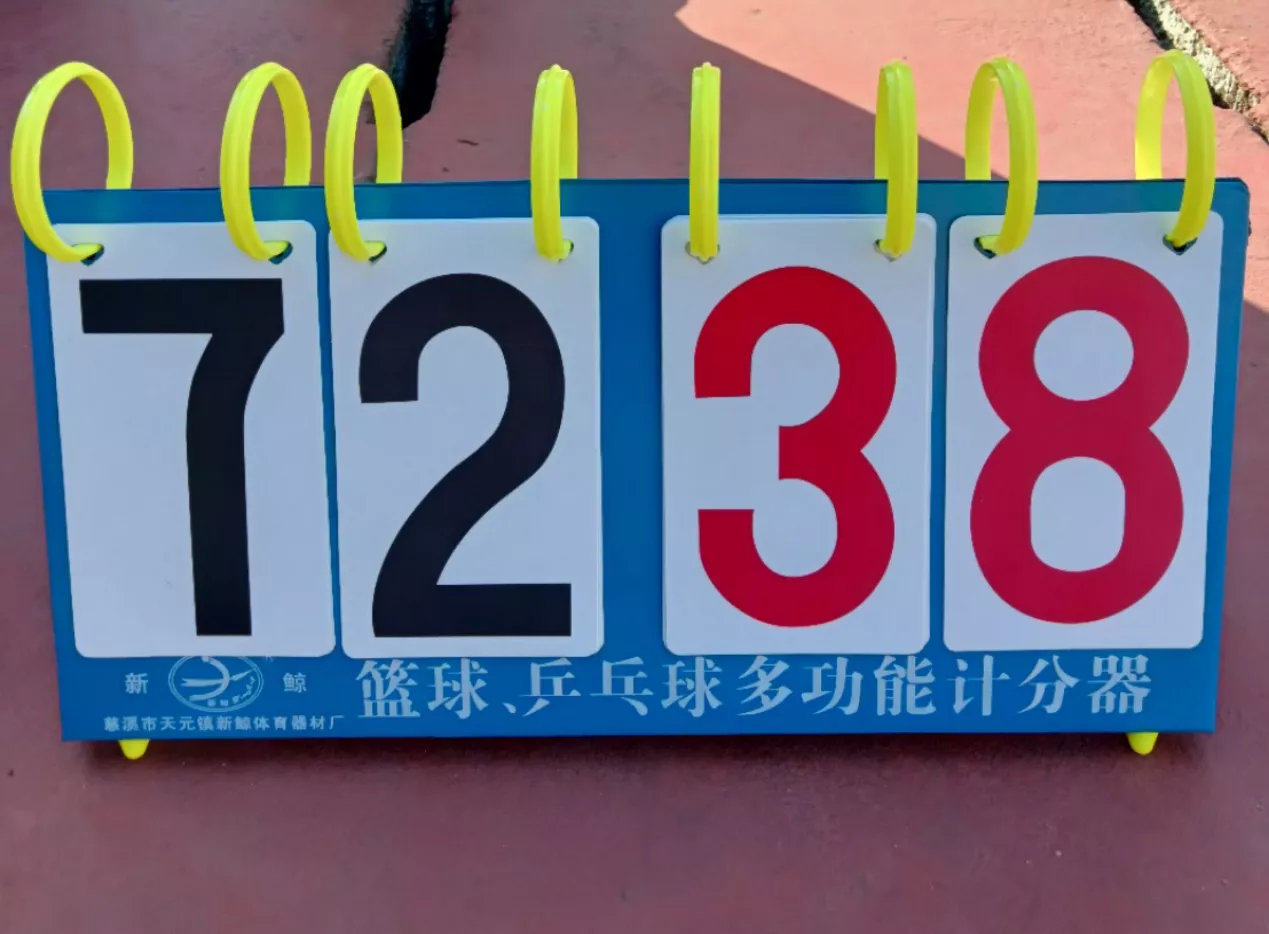 72 38
新 鲸 篮球、乒乓球多功能计分器
慈溪市天元镇新鲸体育器材厂